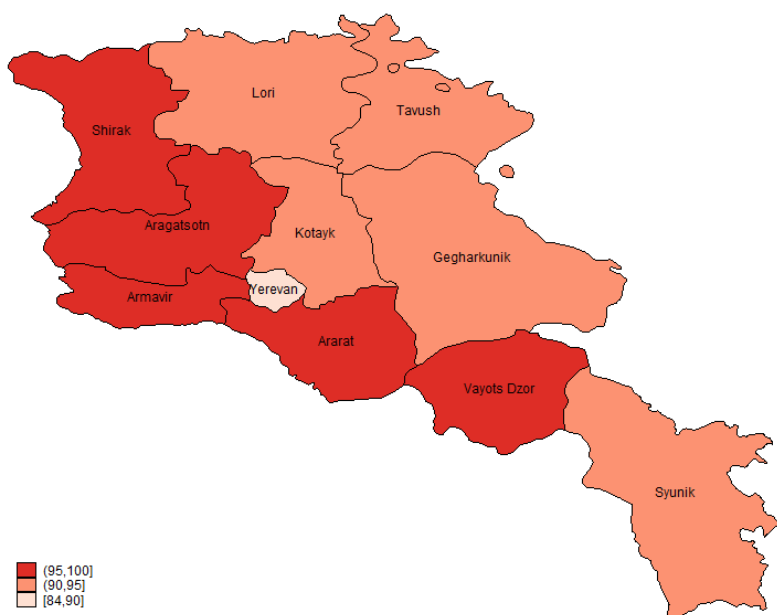 Lori
Tavush
Shirak
Aragatsotn
Kotayk
Gegharkunik
Yerevan
Armavir
Ararat
Vayots Dzor
Syunik
(95,100]
(90,95]
[84,90]